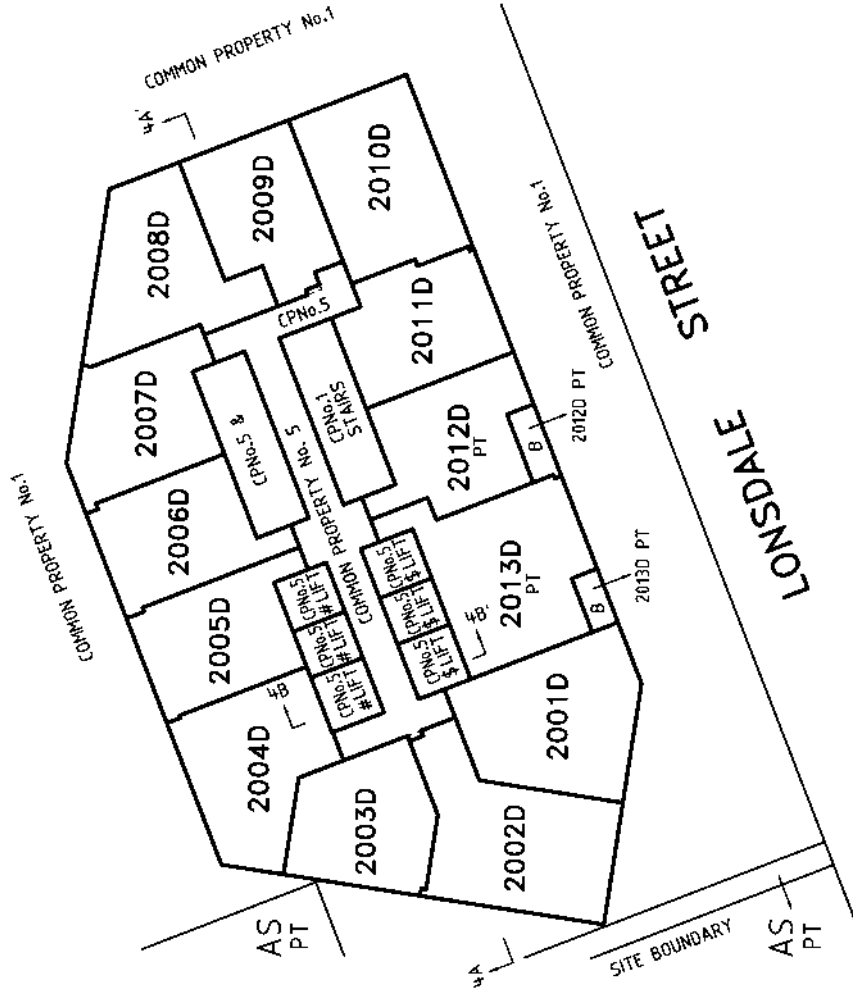 COMMON PROPERTY No.1
4A'
2008D
2009D
2010D
CPNo.5
2007D
CPNo.5 &
CPNo.1
STAIRS
2011D
COMMON PROPERTY No.1
STREET
COMMON PROPERTY No.1
2006D
COMMON PROPERTY No. 5
2012D
PT
B
2012D PT
LONSDALE
2005D
CPNo.5
# LIFT
CPNo.5
# LIFT
CPNo.5
# LIFT
CPNo.5
$ LIFT
CPNo.5
$ LIFT
CPNo.5
$ LIFT
2013D
PT
B
2013D PT
4B
4B'
2004D
2003D
2001D
2002D
AS
PT
4A
SITE BOUNDARY
AS
PT